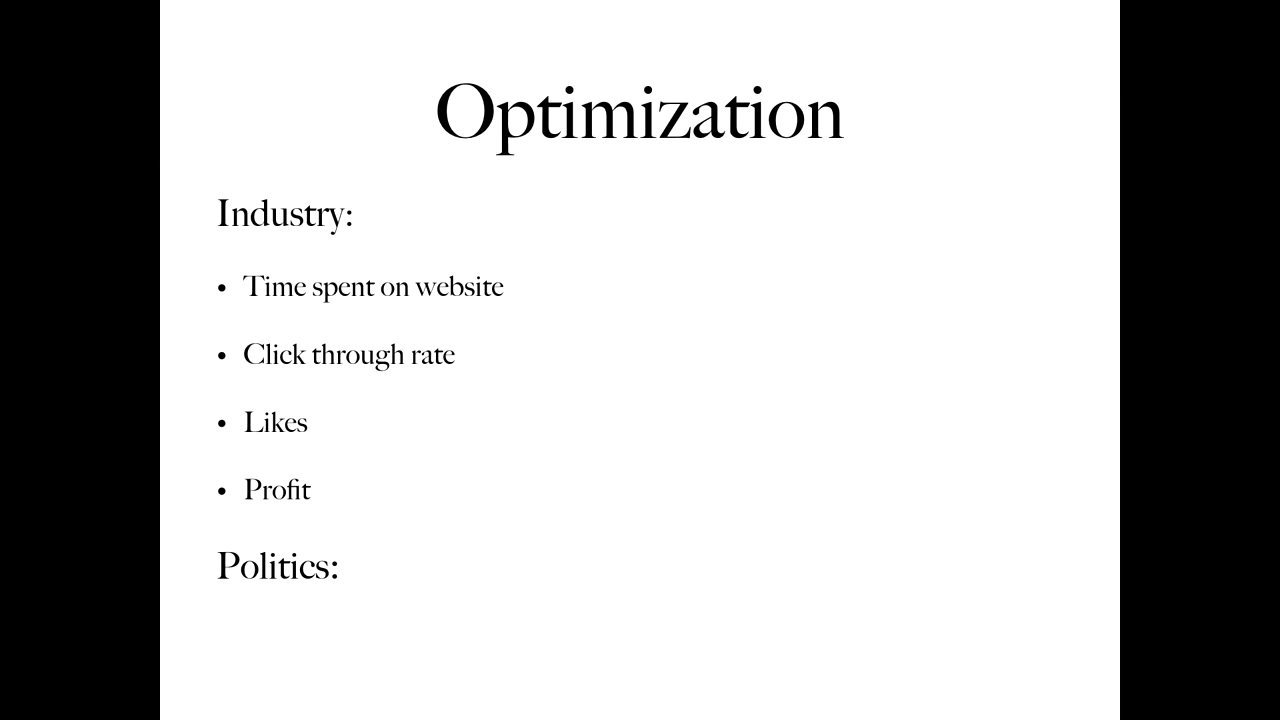 Optimization
Industry:
• Time spent on website
• Click through rate
• Likes
• Profit
Politics: